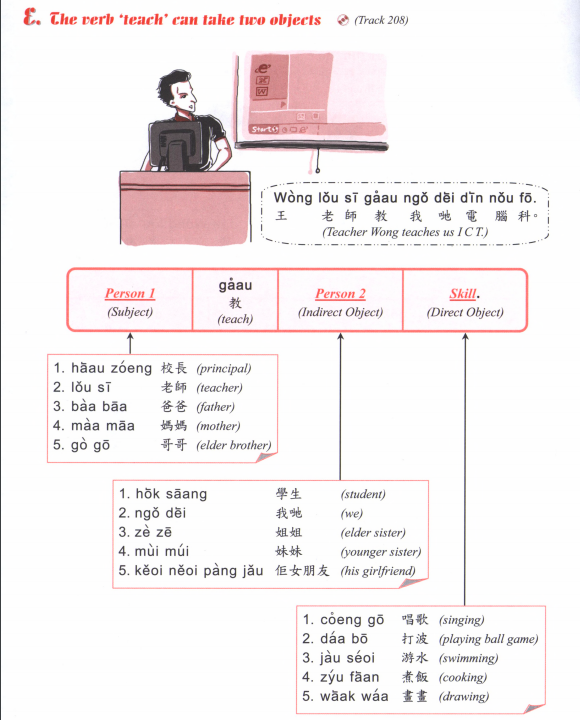 E. The verb ‘teach’ can take two objects (Track 208)
Start
Wòng lǒu sī gåau ngǒ děi dīn nǒu fō.
王 老師教 我 哋電 腦 科。
(Teacher Wong teaches us I C T.)
Person 1 gåau Person 2 Skill.
(Subject) 教 (Indirect Object) (Direct Object)
(teach)
1. hāau zóeng 校長 (principal)
2. lǒu sī 老師 (teacher)
3. bàa bāa 爸爸 (father)
4. màa māa 媽媽 (mother)
5. gò gō 哥哥 (elder brother)
1. hōk sāang 學生 (student)
2. ngǒ děi 我哋 (we)
3. zè zē 姐姐 (elder sister)
4. mùi múi 妹妹 (younger sister)
5. kěoi něoi pàng jǎu 佢女朋友 (his girlfriend)
1. cåeng gō 唱歌 (singing)
2. dáa bō 打波 (playing ball game)
3. jàu séoi 游水 (swimming)
4. zýu fāan 煮飯 (cooking)
5. wāak wáa 畫畫 (drawing)